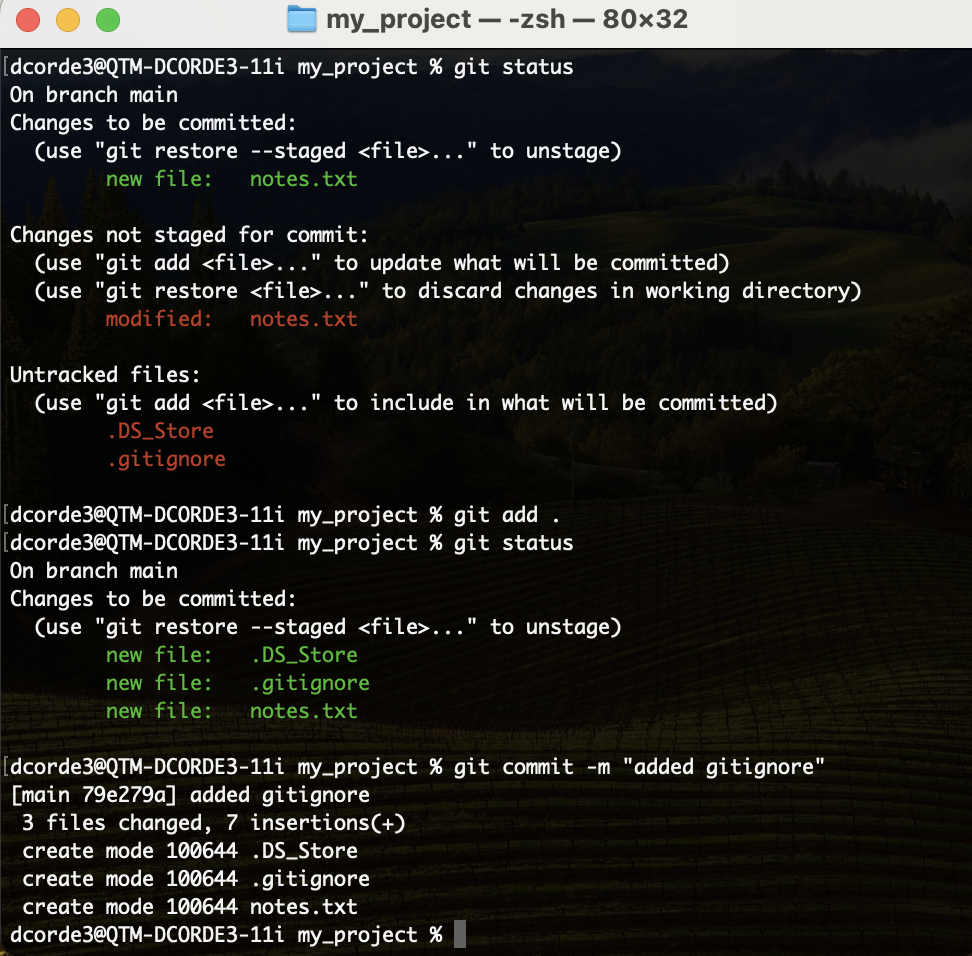 my_project — -zsh — 80×32
[dcorde3@QTM-DCORDE3-11i my_project % git status
On branch main
Changes to be committed:
  (use "git restore --staged <file>..." to unstage)
        new file:   notes.txt

Changes not staged for commit:
  (use "git add <file>..." to update what will be committed)
  (use "git restore <file>..." to discard changes in working directory)
        modified:   notes.txt

Untracked files:
  (use "git add <file>..." to include in what will be committed)
        .DS_Store
        .gitignore

[dcorde3@QTM-DCORDE3-11i my_project % git add .
[dcorde3@QTM-DCORDE3-11i my_project % git status
On branch main
Changes to be committed:
  (use "git restore --staged <file>..." to unstage)
        new file:   .DS_Store
        new file:   .gitignore
        new file:   notes.txt

[dcorde3@QTM-DCORDE3-11i my_project % git commit -m "added gitignore"
[main 79e279a] added gitignore
 3 files changed, 7 insertions(+)
 create mode 100644 .DS_Store
 create mode 100644 .gitignore
 create mode 100644 notes.txt
dcorde3@QTM-DCORDE3-11i my_project %